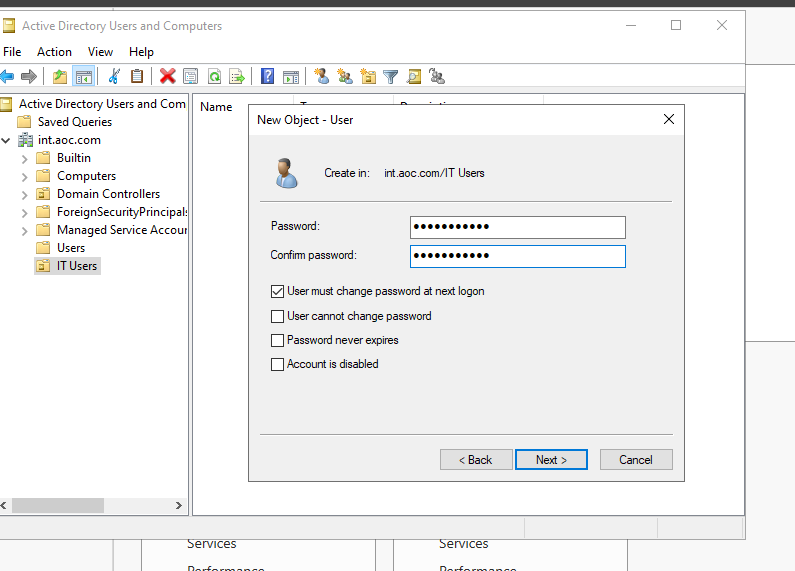 Active Directory Users and Computers
File Action View Help
Active Directory Users and Com
Saved Queries
int.aoc.com
Builtin
Computers
Domain Controllers
ForeignSecurityPrincipals
Managed Service Accour
Users
IT Users
Name
New Object - User
Create in: int.aoc.com/IT Users
Password:
Confirm password:
User must change password at next logon
User cannot change password
Password never expires
Account is disabled
< Back
Next >
Cancel
Services
Performance
Services
Performance